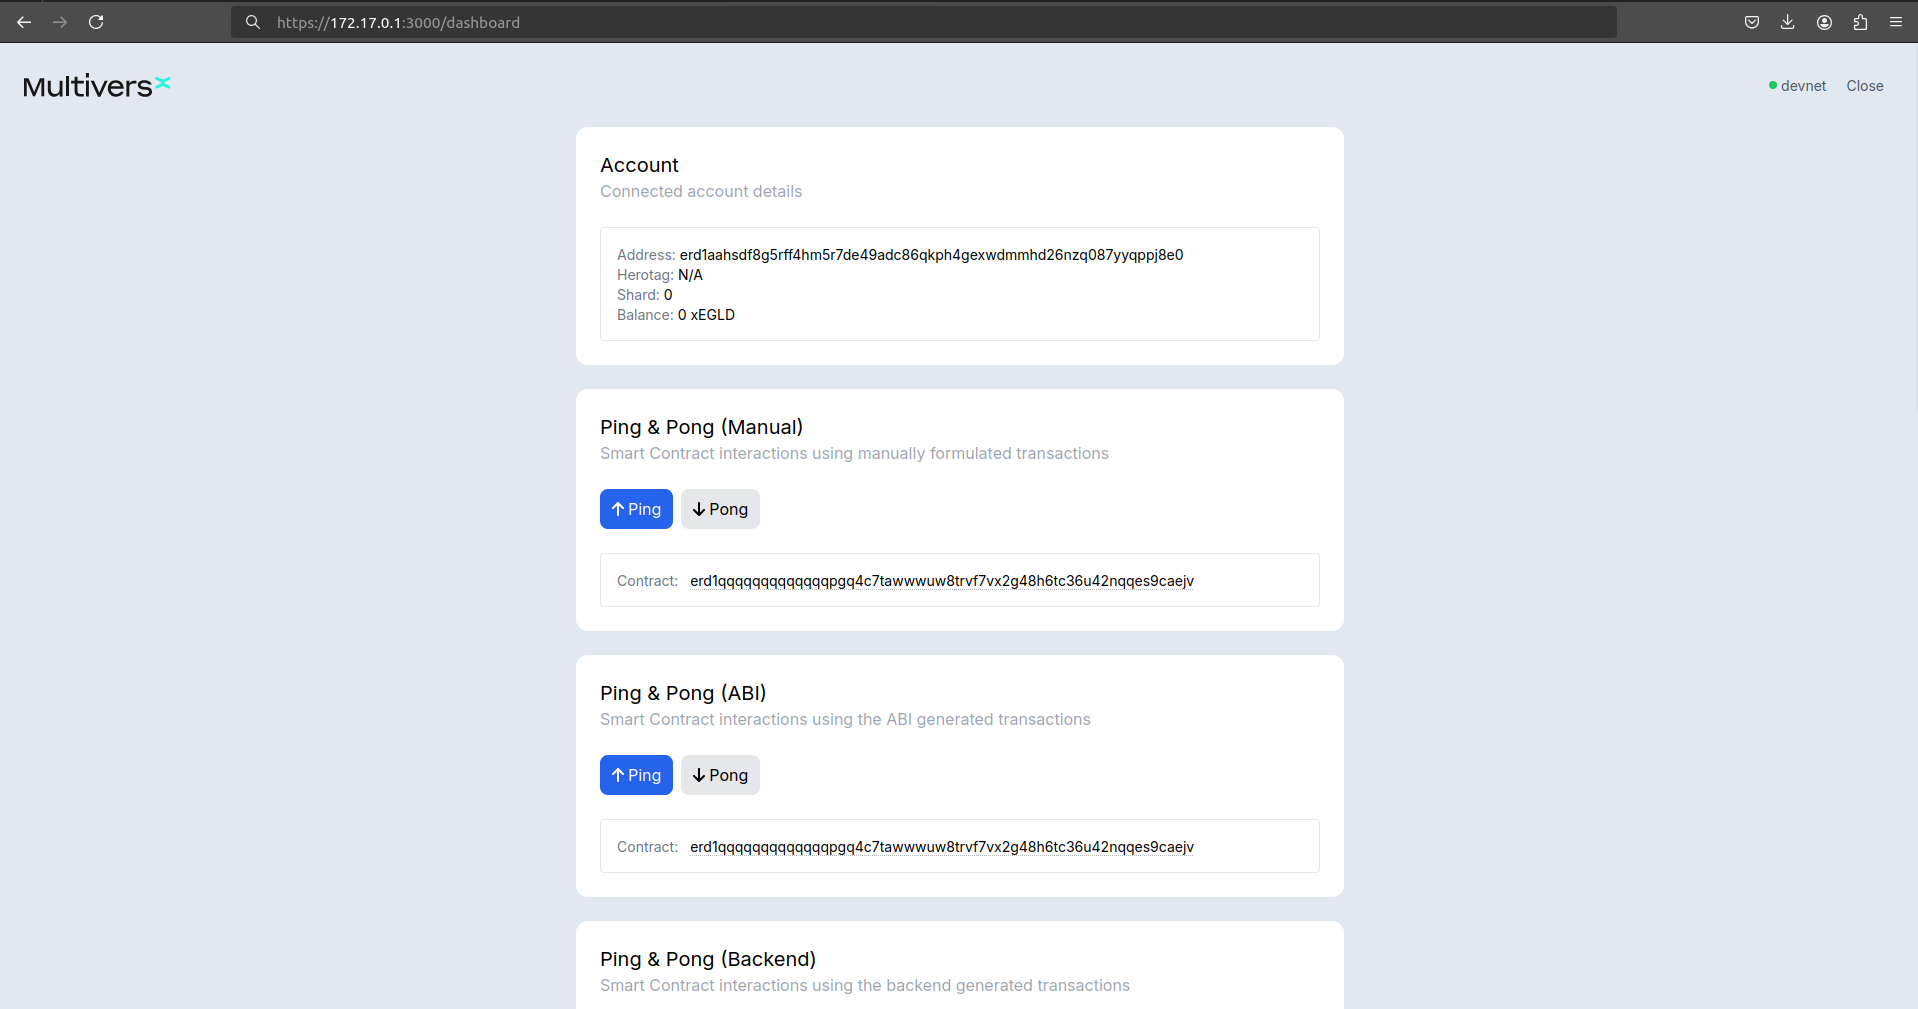 https://172.17.0.1:3000/dashboard
Multivers
devnet Close
Account
Connected account details
Address: erd1aahsdf8g5rff4hm5r7de49adc86qkph4gexwdmmhd26nzq087yyqppj8e0
Herotag: N/A
Shard: 0
Balance: 0 xEGLD
Ping & Pong (Manual)
Smart Contract interactions using manually formulated transactions
Ping Pong
Contract: erd1qqqqqqqqqqqqqpgq4c7tawwwuw8trvf7vx2g48h6tc36u42nqqes9caejv
Ping & Pong (ABI)
Smart Contract interactions using the ABI generated transactions
Ping Pong
Contract: erd1qqqqqqqqqqqqqpgq4c7tawwwuw8trvf7vx2g48h6tc36u42nqqes9caejv
Ping & Pong (Backend)
Smart Contract interactions using the backend generated transactions